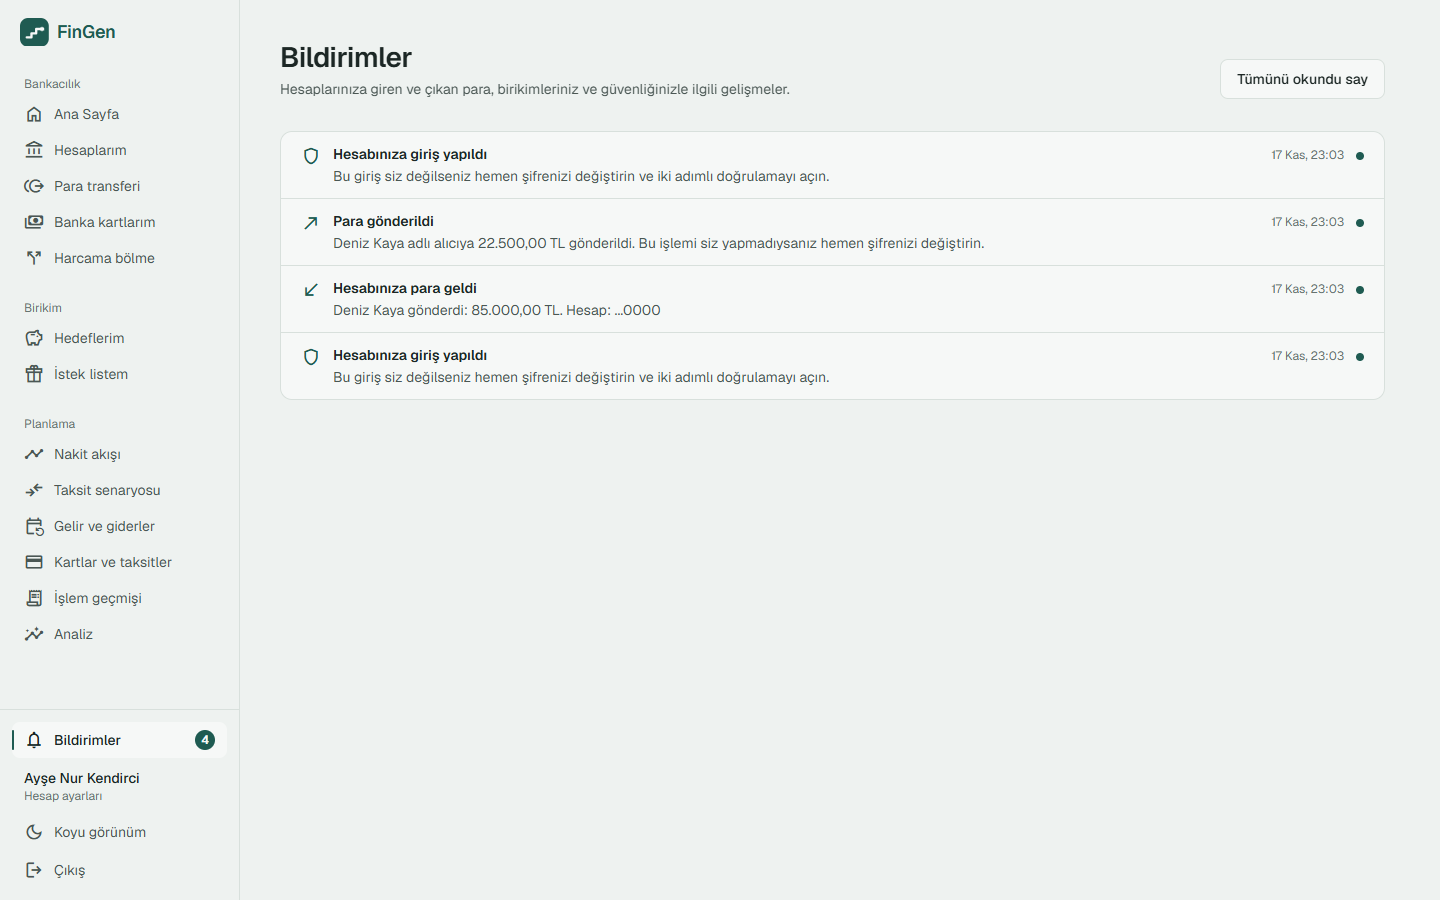 FinGen
Bankacılık
Ana Sayfa
Hesaplarım
Para transferi
Banka kartlarım
Harcama bölme
Birikim
Hedeflerim
İstek listem
Planlama
Nakit akışı
Taksit senaryosu
Gelir ve giderler
Kartlar ve taksitler
İşlem geçmişi
Analiz
Bildirimler 4
Ayşe Nur Kendirci
Hesap ayarları
Koyu görünüm
Çıkış
Bildirimler
Hesaplarınıza giren ve çıkan para, birikimleriniz ve güvenliğinizle ilgili gelişmeler.
Tümünü okundu say
Hesabınıza giriş yapıldı 17 Kas, 23:03
Bu giriş siz değilseniz hemen şifrenizi değiştirin ve iki adımlı doğrulamayı açın.
Para gönderildi 17 Kas, 23:03
Deniz Kaya adlı alıcıya 22.500,00 TL gönderildi. Bu işlemi siz yapmadıysanız hemen şifrenizi değiştirin.
Hesabınıza para geldi 17 Kas, 23:03
Deniz Kaya gönderdi: 85.000,00 TL. Hesap: ...0000
Hesabınıza giriş yapıldı 17 Kas, 23:03
Bu giriş siz değilseniz hemen şifrenizi değiştirin ve iki adımlı doğrulamayı açın.